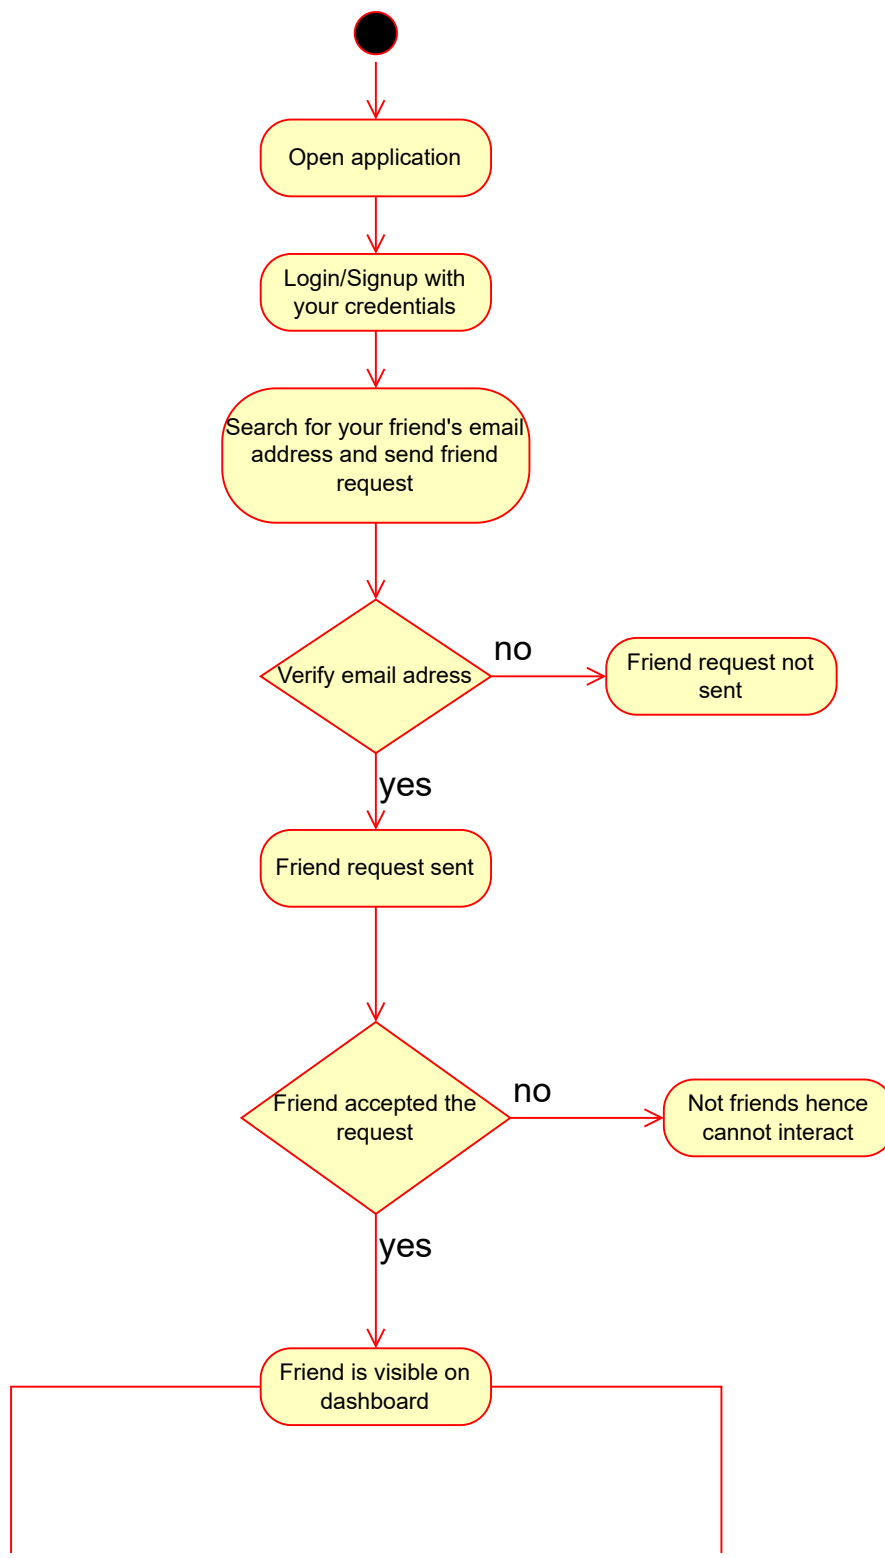 Open application
Login/Signup with
your credentials
Search for your friend's email
address and send friend
request
Verify email adress
no
Friend request not
sent
yes
Friend request sent
Friend accepted the
request
no
Not friends hence
cannot interact
yes
Friend is visible on
dashboard